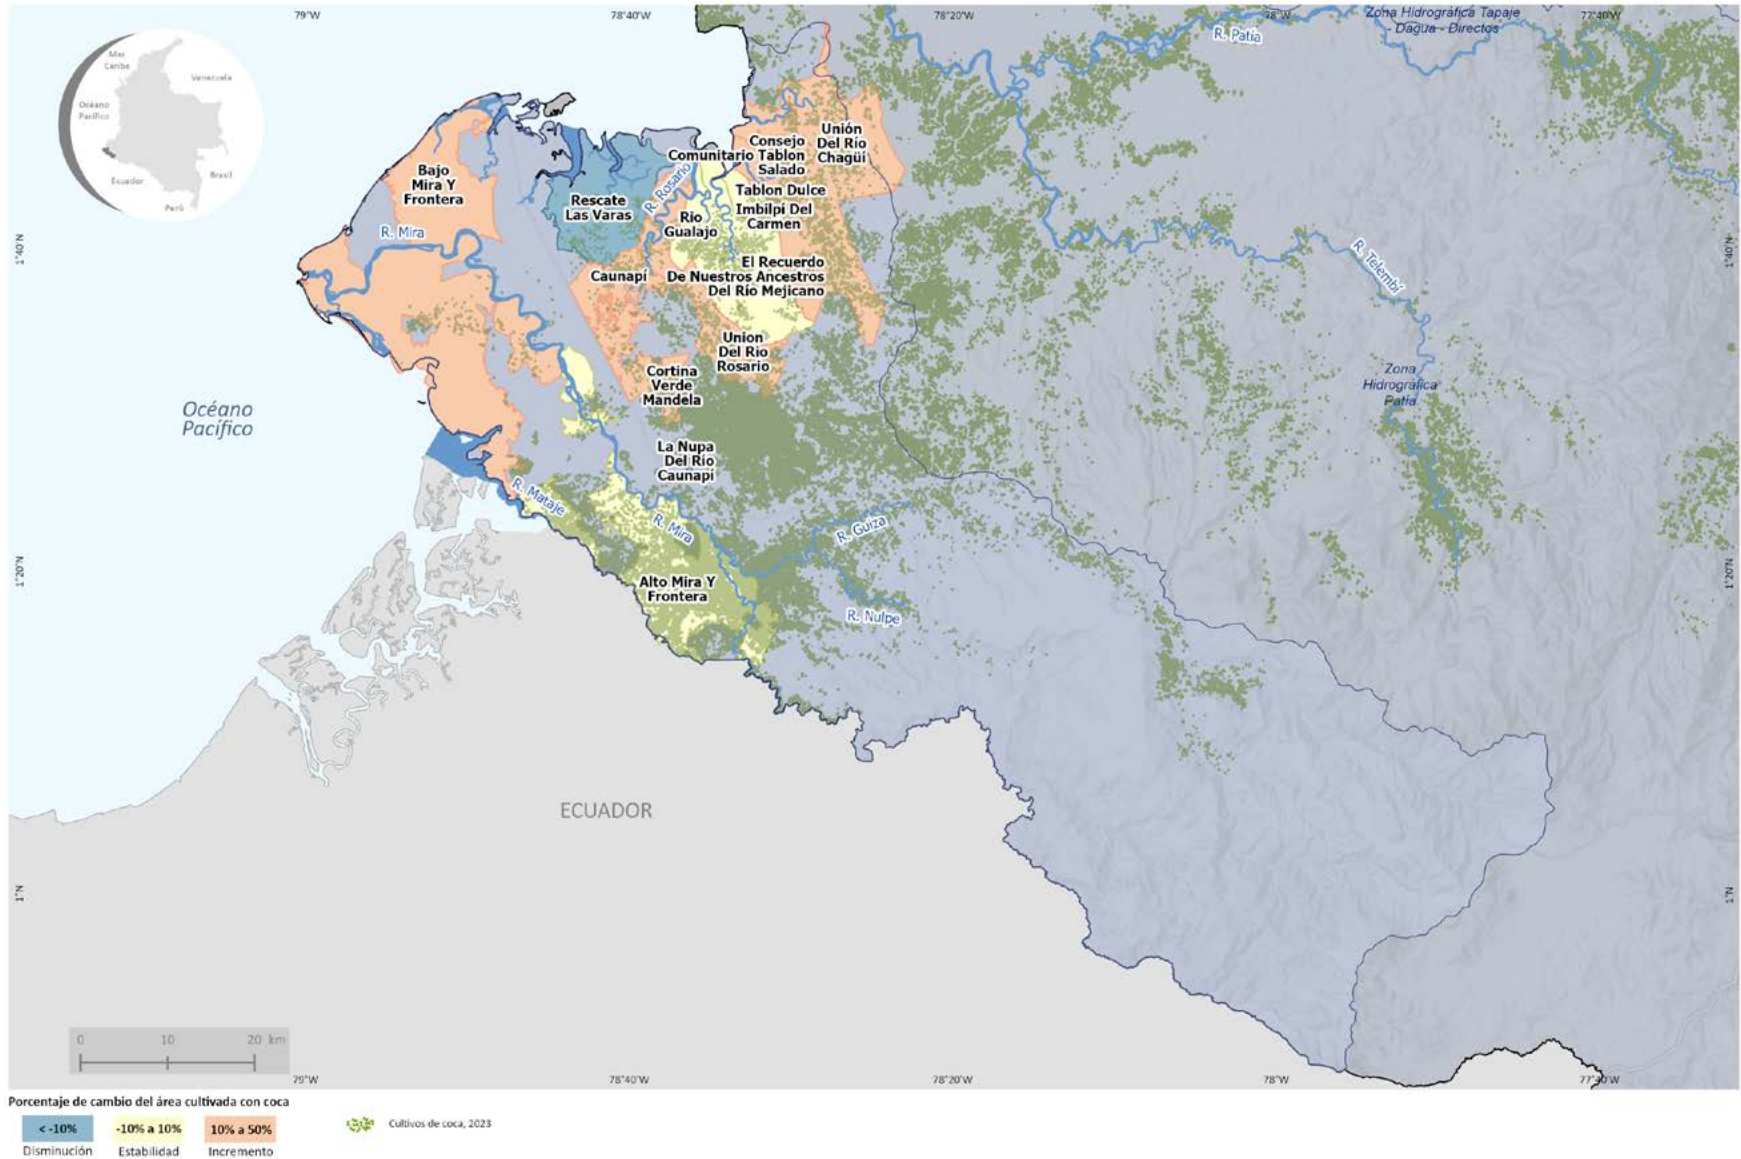 79°W
78°40'W
78°20'W
78°W
77°40'W
Zona Hidrográfica Tapaje
- Dagua - Directos
R. Patía
Mar
Caribe
Venezuela
Océano
Pacífico
Ecuador
Brasil
Perú
Bajo
Mira Y
Frontera
R. Mira
Rescate
Las Varas
R. Rosario
Comunitario
Consejo
Tablon
Salado
Unión
Del Río
Chagüí
Tablon Dulce
Imbilpí Del
Carmen
Rio
Gualajo
Caunapí
El Recuerdo
De Nuestros Ancestros
Del Río Mejicano
Union
Del Rio
Rosario
Cortina
Verde
Mandela
La Nupa
Del Río
Caunapí
R. Telembí
Zona
Hidrográfica
Patía
Océano
Pacífico
R. Mataje
R. Mira
R. Guiza
R. Nulpe
Alto Mira Y
Frontera
ECUADOR
1°40'N
1°20'N
1°N
1°40'N
1°20'N
1°N
0 10 20 km
79°W
78°40'W
78°20'W
78°W
77°40'W
Porcentaje de cambio del área cultivada con coca
< -10%
-10% a 10%
10% a 50%
Disminución
Estabilidad
Incremento
Cultivos de coca, 2023